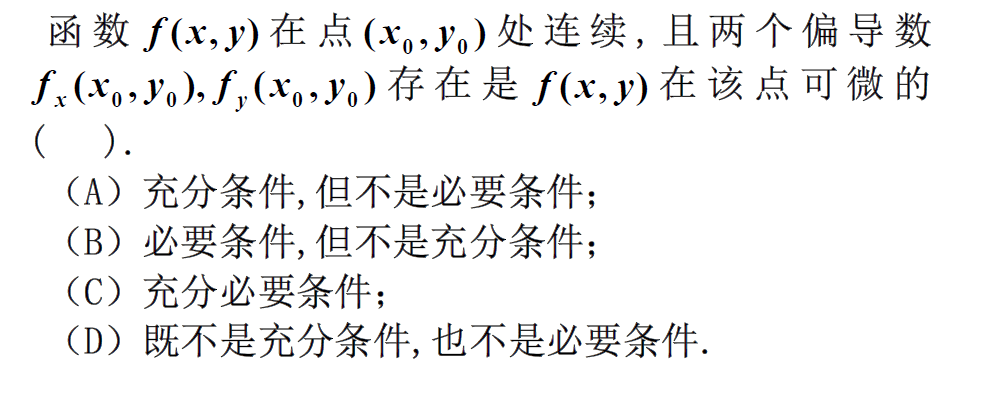 函数 f(x,y) 在点 (x₀,y₀) 处连续, 且两个偏导数
fₓ(x₀,y₀), f_y(x₀,y₀) 存在是 f(x,y) 在该点可微的
(   ).
(A) 充分条件,但不是必要条件;
(B) 必要条件,但不是充分条件;
(C) 充分必要条件;
(D) 既不是充分条件,也不是必要条件.